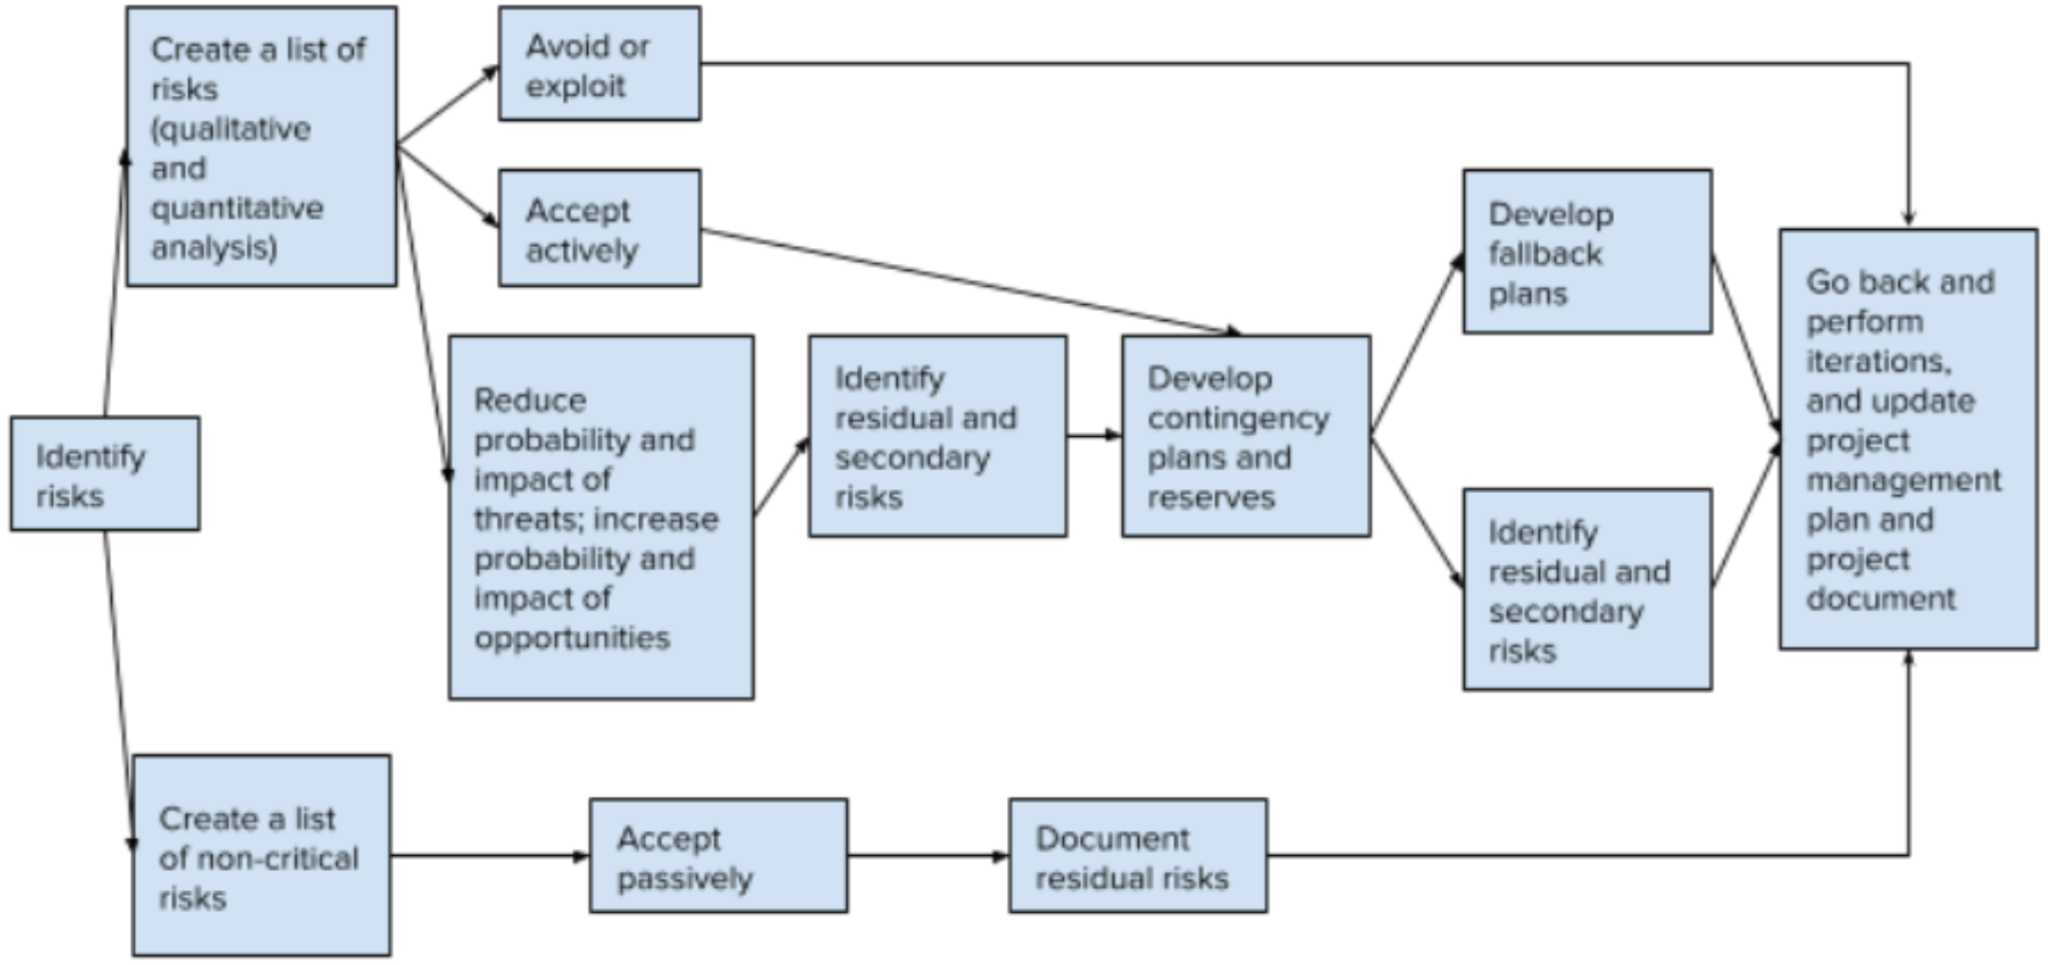 Create a list of
risks
(qualitative
and
quantitative
analysis)
Avoid or
exploit
Accept
actively
Develop
fallback
plans
Go back and
perform
iterations,
and update
project
management
plan and
project
document
Identify
risks
Reduce
probability and
impact of
threats; increase
probability and
impact of
opportunities
Identify
residual and
secondary
risks
Develop
contingency
plans and
reserves
Identify
residual and
secondary
risks
Create a list
of non-critical
risks
Accept
passively
Document
residual risks